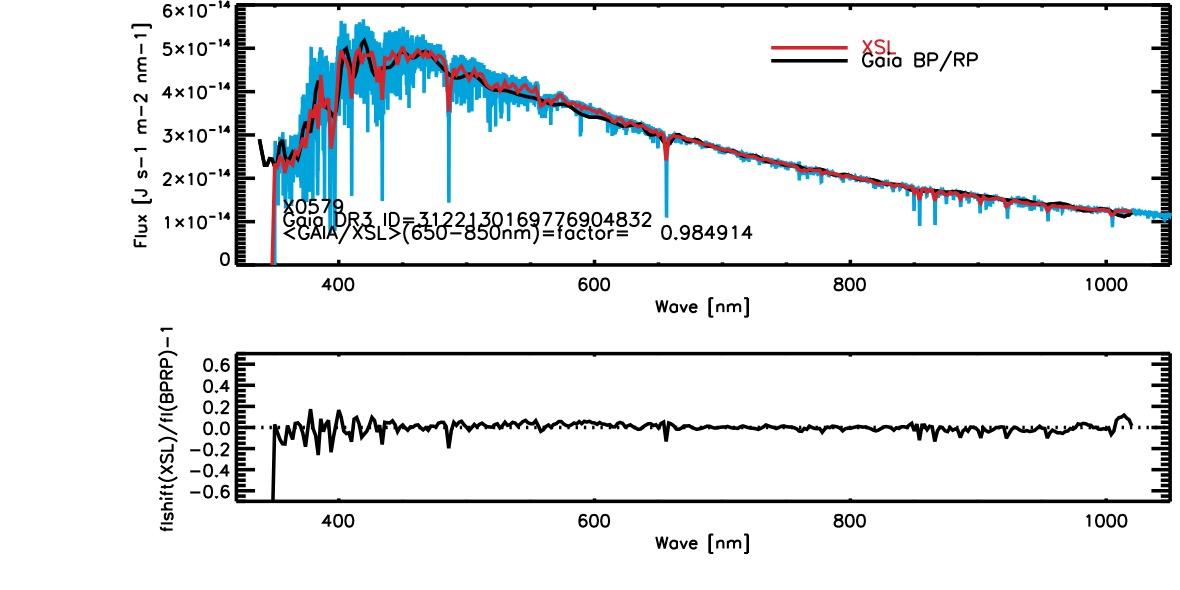 6×10−14
5×10−14
4×10−14
3×10−14
2×10−14
1×10−14
0
Flux [J s−1 m−2 nm−1]
XSL
Gaia BP/RP
X0579
Gaia DR3 ID=3122130169776904832
<GAIA/XSL>(650−850nm)=factor= 0.984914
400 600 800 1000
Wave [nm]
flshift(XSL)/fl(BPRP)−1
0.6
0.4
0.2
0.0
−0.2
−0.4
−0.6
400 600 800 1000
Wave [nm]